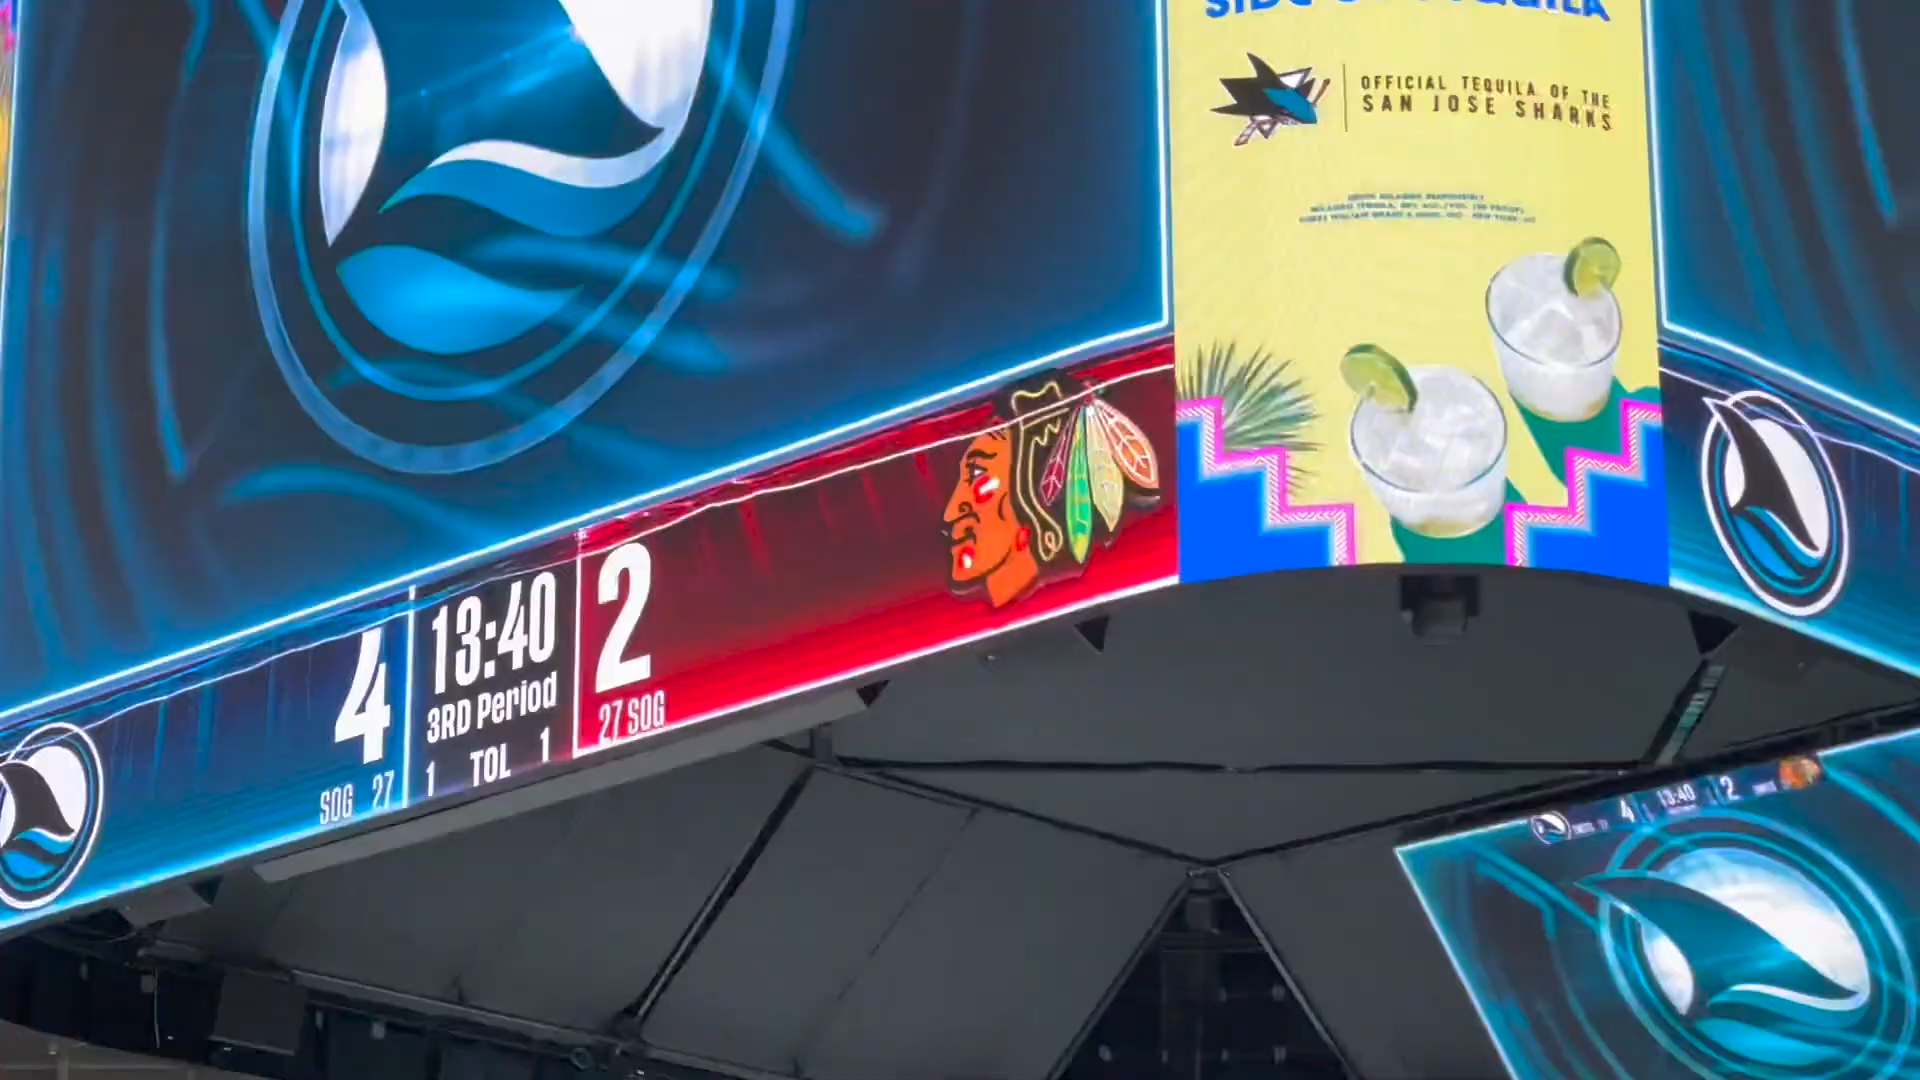 TEQUILA
OFFICIAL TEQUILA OF THE
SAN JOSE SHARKS
4
13:40
2
3RD Period
27 SOG
1 TOL 1
SOG 27
4
13:40
2